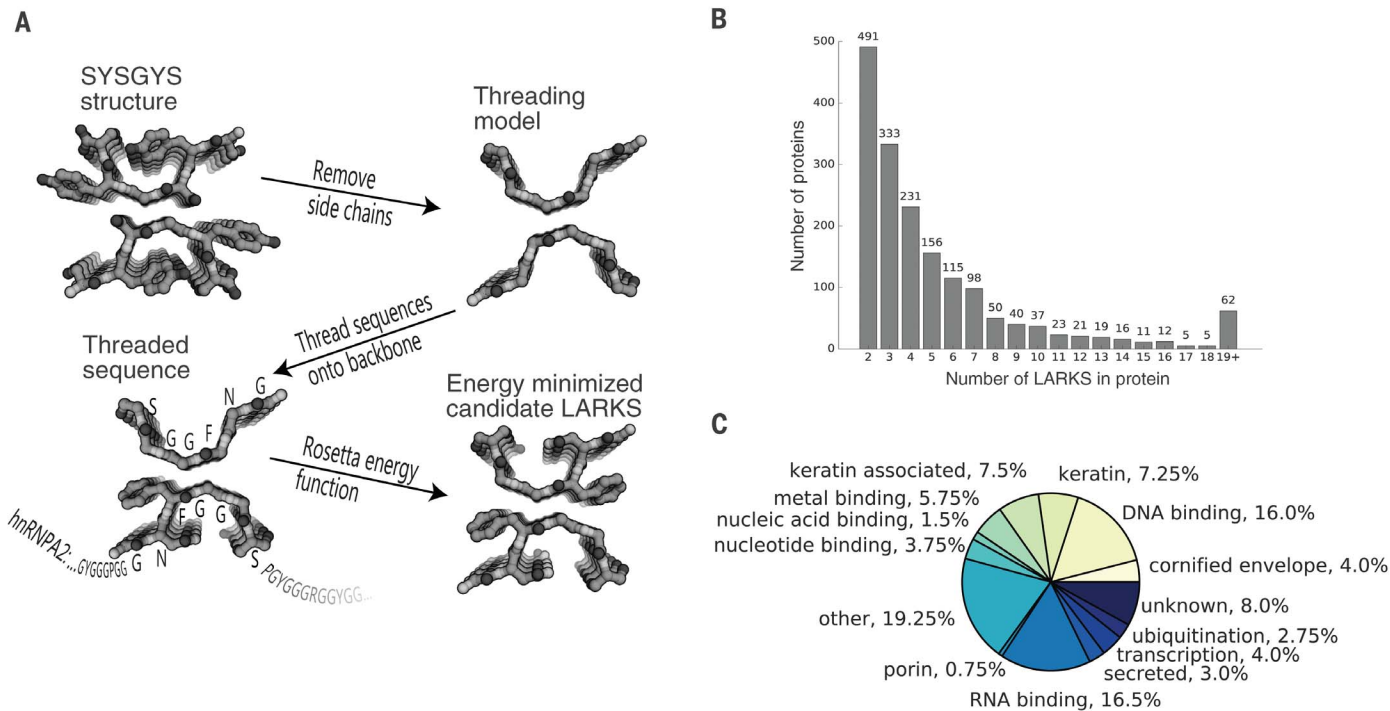 A
SYSGYS
structure
Remove
side chains
Threading
model
Thread sequences
onto backbone
Threaded
sequence
S
G
G
F
N
G
Rosetta energy
function
Energy minimized
candidate LARKS
hnRNPA2:...GYGGGPGG G N F G G S PGYGGGRGGYGG...
B
Number of proteins
500
400
300
200
100
0
491
333
231
156
115
98
50
40
37
23
21
19
16
11
12
5
5
62
2 3 4 5 6 7 8 9 10 11 12 13 14 15 16 17 18 19+
Number of LARKS in protein
C
keratin associated, 7.5%
keratin, 7.25%
metal binding, 5.75%
DNA binding, 16.0%
nucleic acid binding, 1.5%
nucleotide binding, 3.75%
cornified envelope, 4.0%
unknown, 8.0%
other, 19.25%
ubiquitination, 2.75%
transcription, 4.0%
porin, 0.75%
secreted, 3.0%
RNA binding, 16.5%